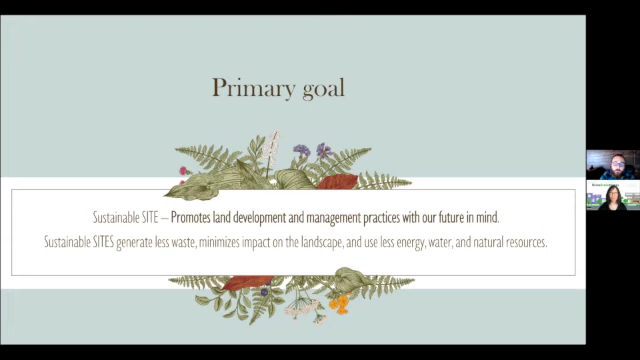 Primary goal
Sustainable SITE – Promotes land development and management practices with our future in mind.
Sustainable SITES generate less waste, minimizes impact on the landscape, and use less energy, water, and natural resources.